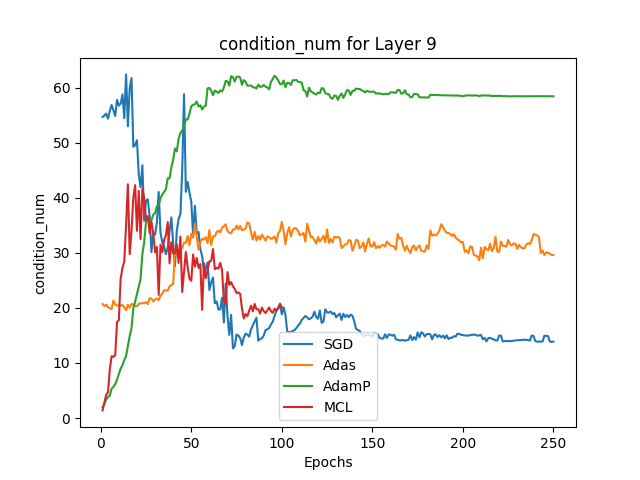 condition_num for Layer 9
condition_num
60
50
40
30
20
10
0
0 50 100 150 200 250
Epochs
SGD
Adas
AdamP
MCL